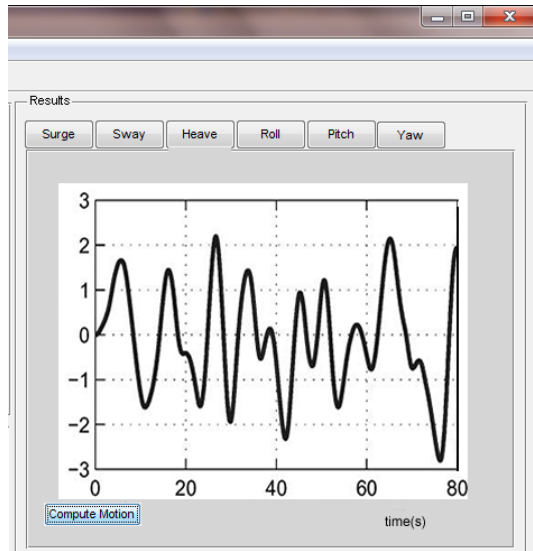 Results
Surge Sway Heave Roll Pitch Yaw
3
2
1
0
−1
−2
−3
0 20 40 60 80
Compute Motion
time(s)